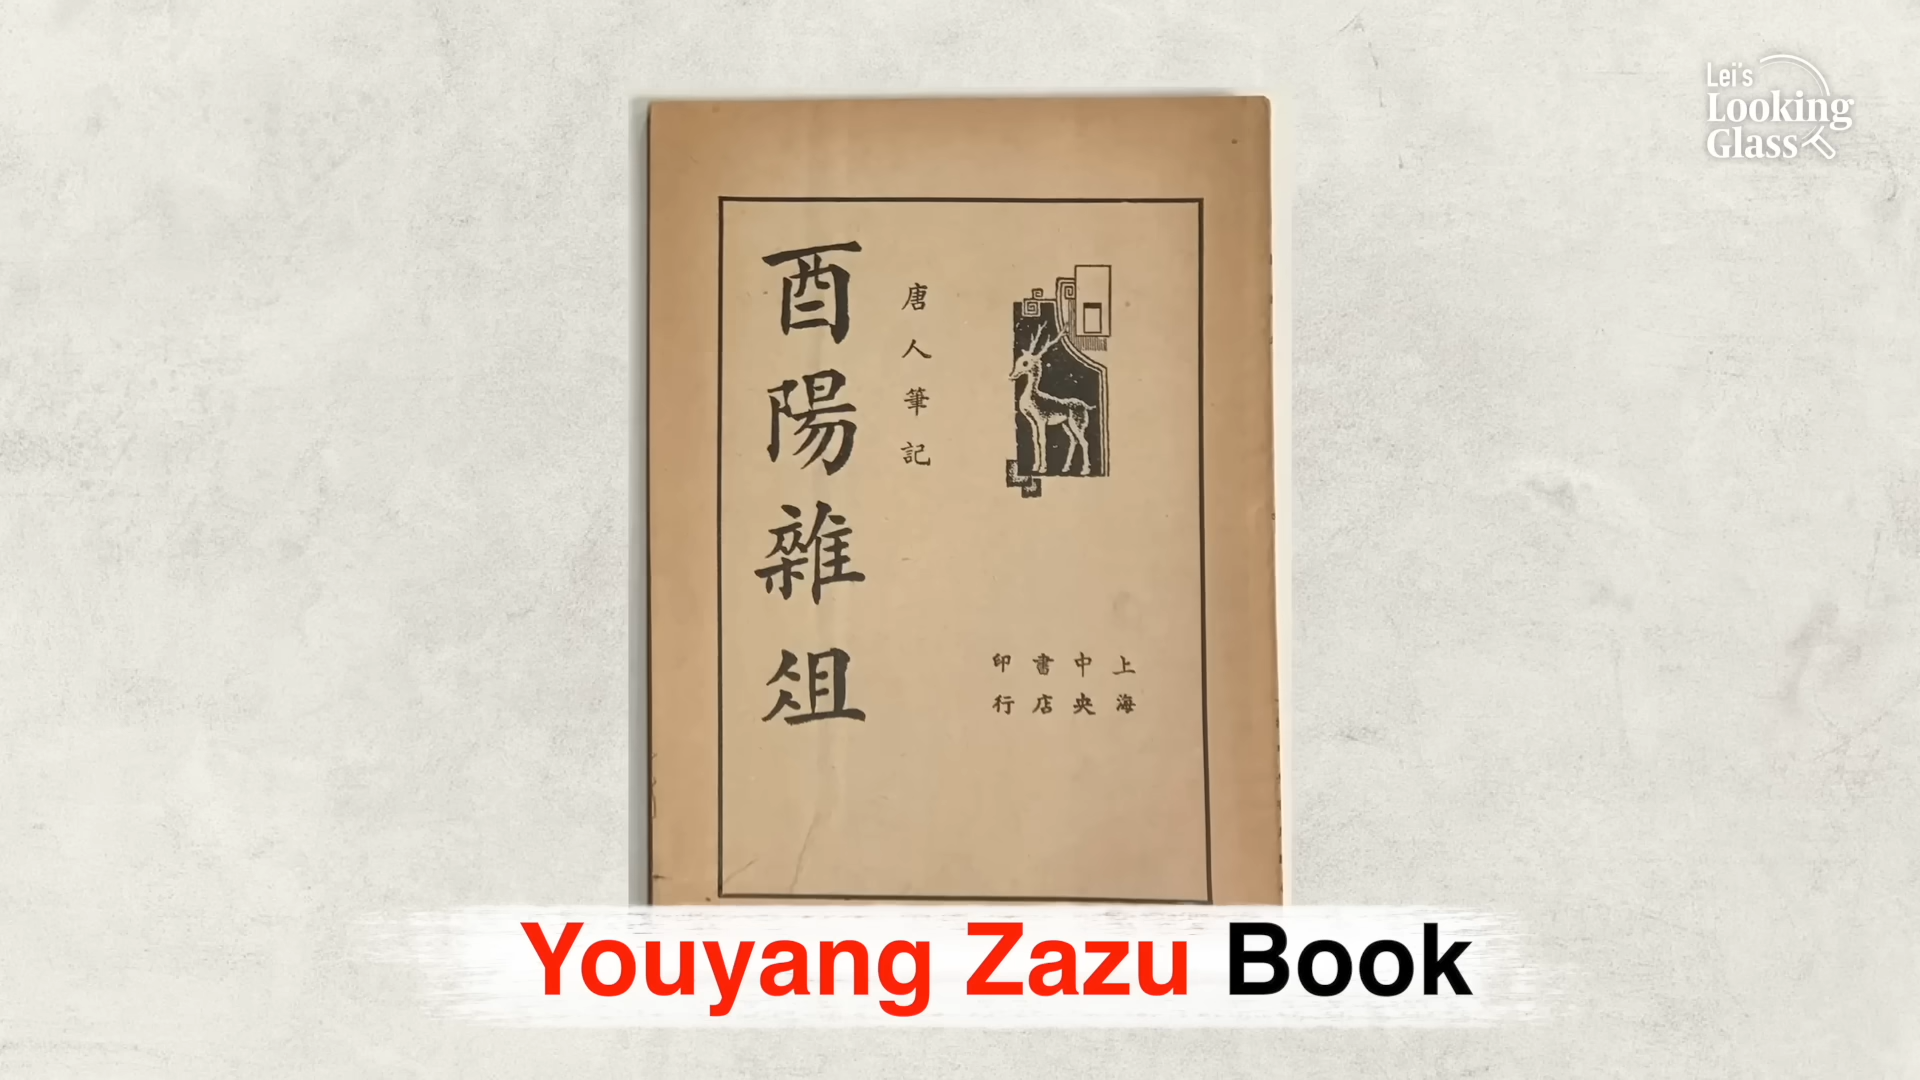 Lei's
Looking
Glass
酉陽雜俎
唐人筆記
上海
中央
書店
印行
Youyang Zazu Book